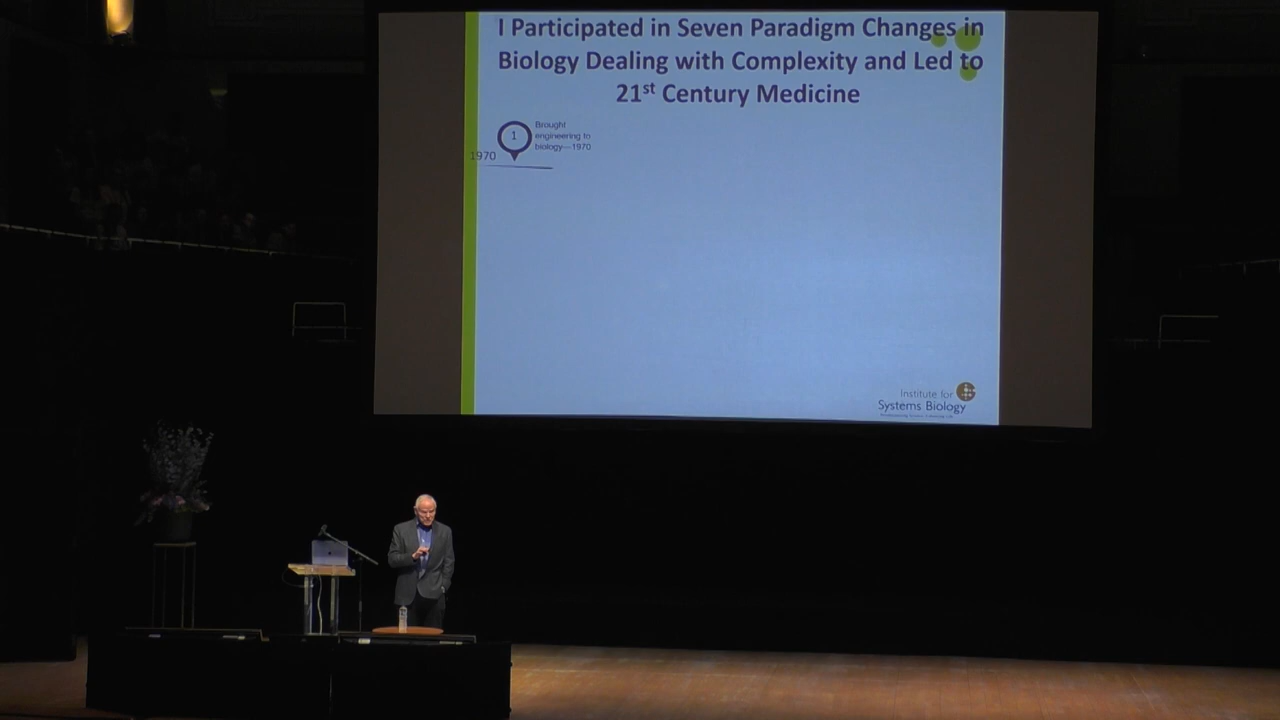 I Participated in Seven Paradigm Changes in
Biology Dealing with Complexity and Led to
21st Century Medicine
1
Brought
engineering to
biology—1970
1970
Institute for
Systems Biology